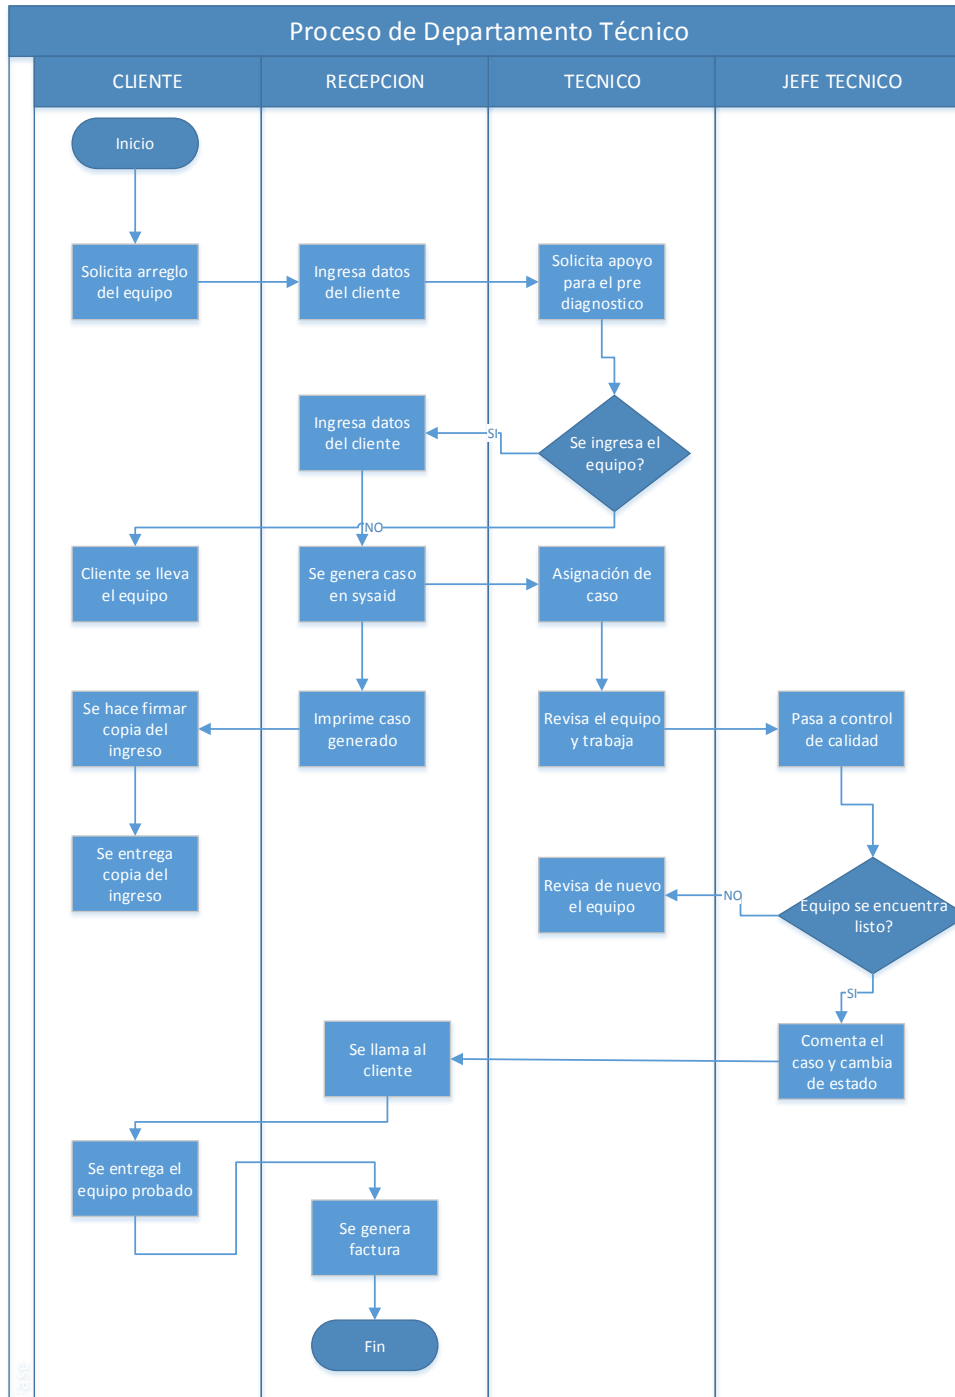 Proceso de Departamento Técnico
CLIENTE
RECEPCION
TECNICO
JEFE TECNICO
Inicio
Solicita arreglo
del equipo
Ingresa datos
del cliente
Solicita apoyo
para el pre
diagnostico
Ingresa datos
del cliente
SI
Se ingresa el
equipo?
NO
Cliente se lleva
el equipo
Se genera caso
en sysaid
Asignación de
caso
Se hace firmar
copia del
ingreso
Imprime caso
generado
Revisa el equipo
y trabaja
Pasa a control
de calidad
Se entrega
copia del
ingreso
Revisa de nuevo
el equipo
NO
Equipo se encuentra
listo?
SI
Se llama al
cliente
Comenta el
caso y cambia
de estado
Se entrega el
equipo probado
Se genera
factura
Fin
Fase